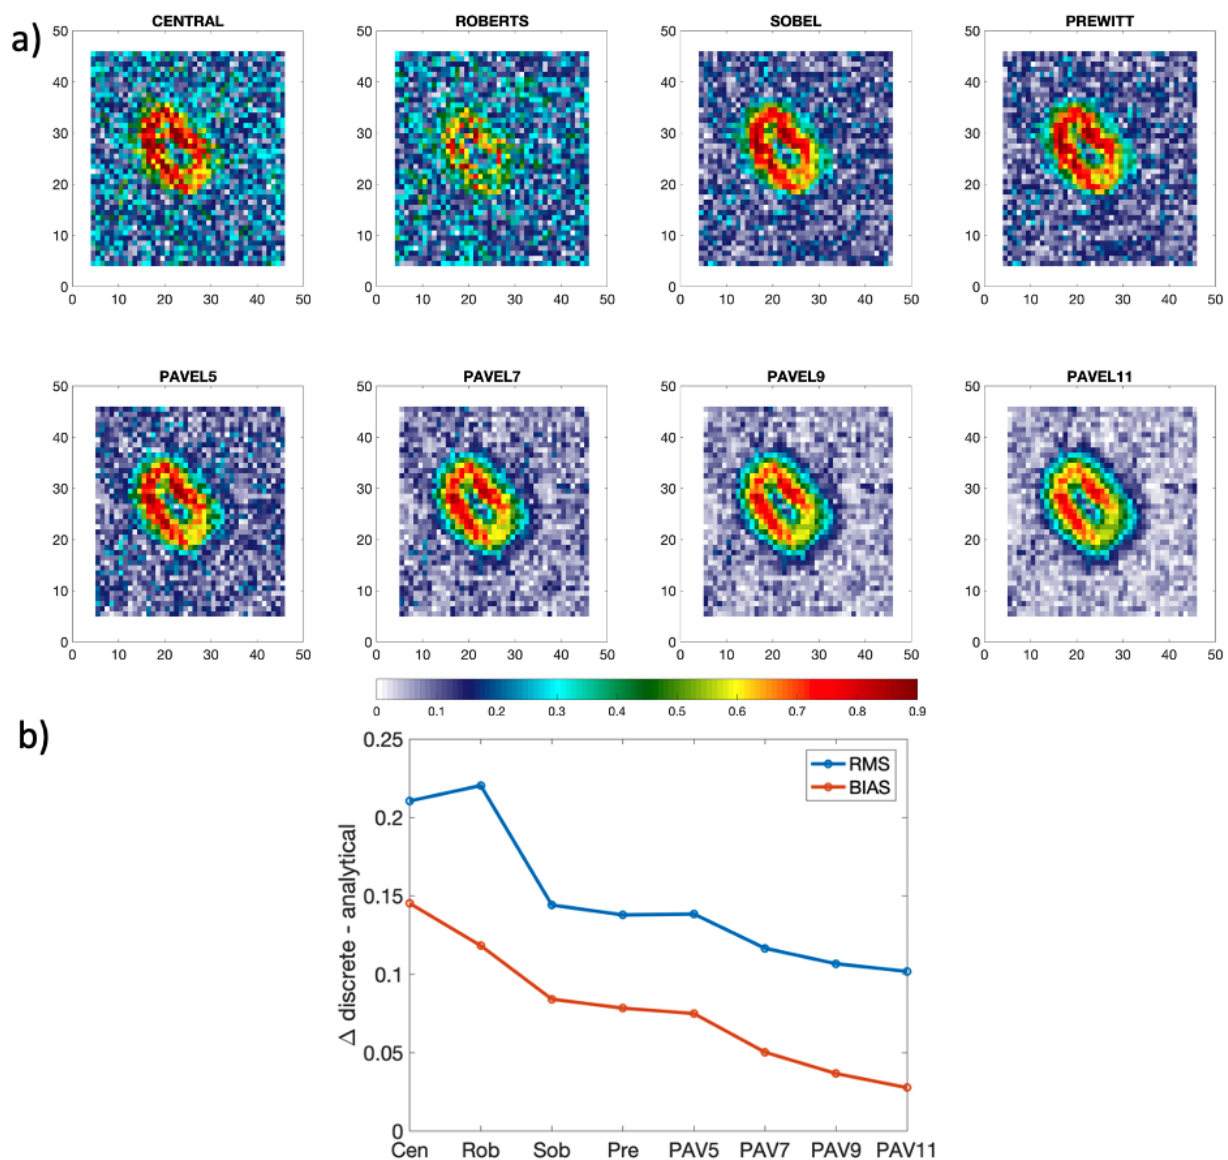 a)
CENTRAL ROBERTS SOBEL PREWITT
50 50 50 50
40 40 40 40
30 30 30 30
20 20 20 20
10 10 10 10
0 0 0 0
0 10 20 30 40 50 0 10 20 30 40 50 0 10 20 30 40 50 0 10 20 30 40 50
PAVEL5 PAVEL7 PAVEL9 PAVEL11
50 50 50 50
40 40 40 40
30 30 30 30
20 20 20 20
10 10 10 10
0 0 0 0
0 10 20 30 40 50 0 10 20 30 40 50 0 10 20 30 40 50 0 10 20 30 40 50
0 0.1 0.2 0.3 0.4 0.5 0.6 0.7 0.8 0.9
b)
Δ discrete - analytical
0.25
0.2
0.15
0.1
0.05
0
RMS
BIAS
Cen Rob Sob Pre PAV5 PAV7 PAV9 PAV11